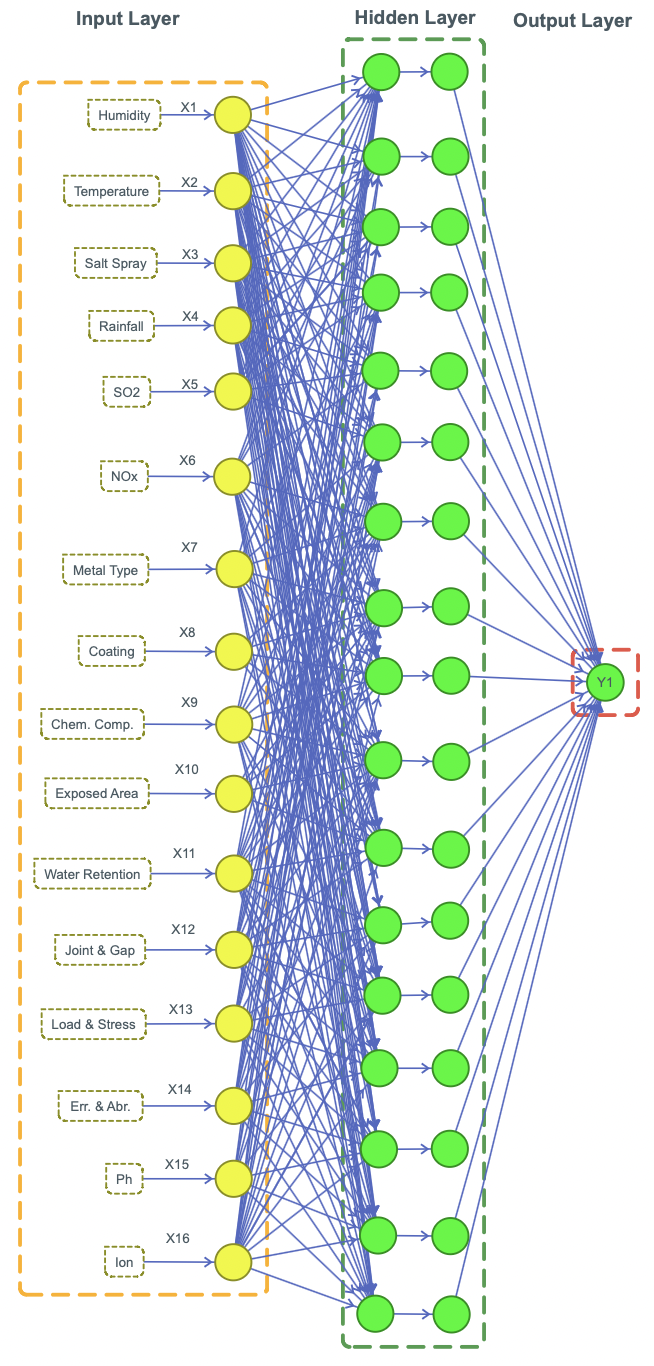 Input Layer
Hidden Layer
Output Layer
Humidity
X1
Temperature
X2
Salt Spray
X3
Rainfall
X4
SO2
X5
NOx
X6
Metal Type
X7
Coating
X8
Chem. Comp.
X9
Exposed Area
X10
Water Retention
X11
Joint & Gap
X12
Load & Stress
X13
Err. & Abr.
X14
Ph
X15
Ion
X16
Y1